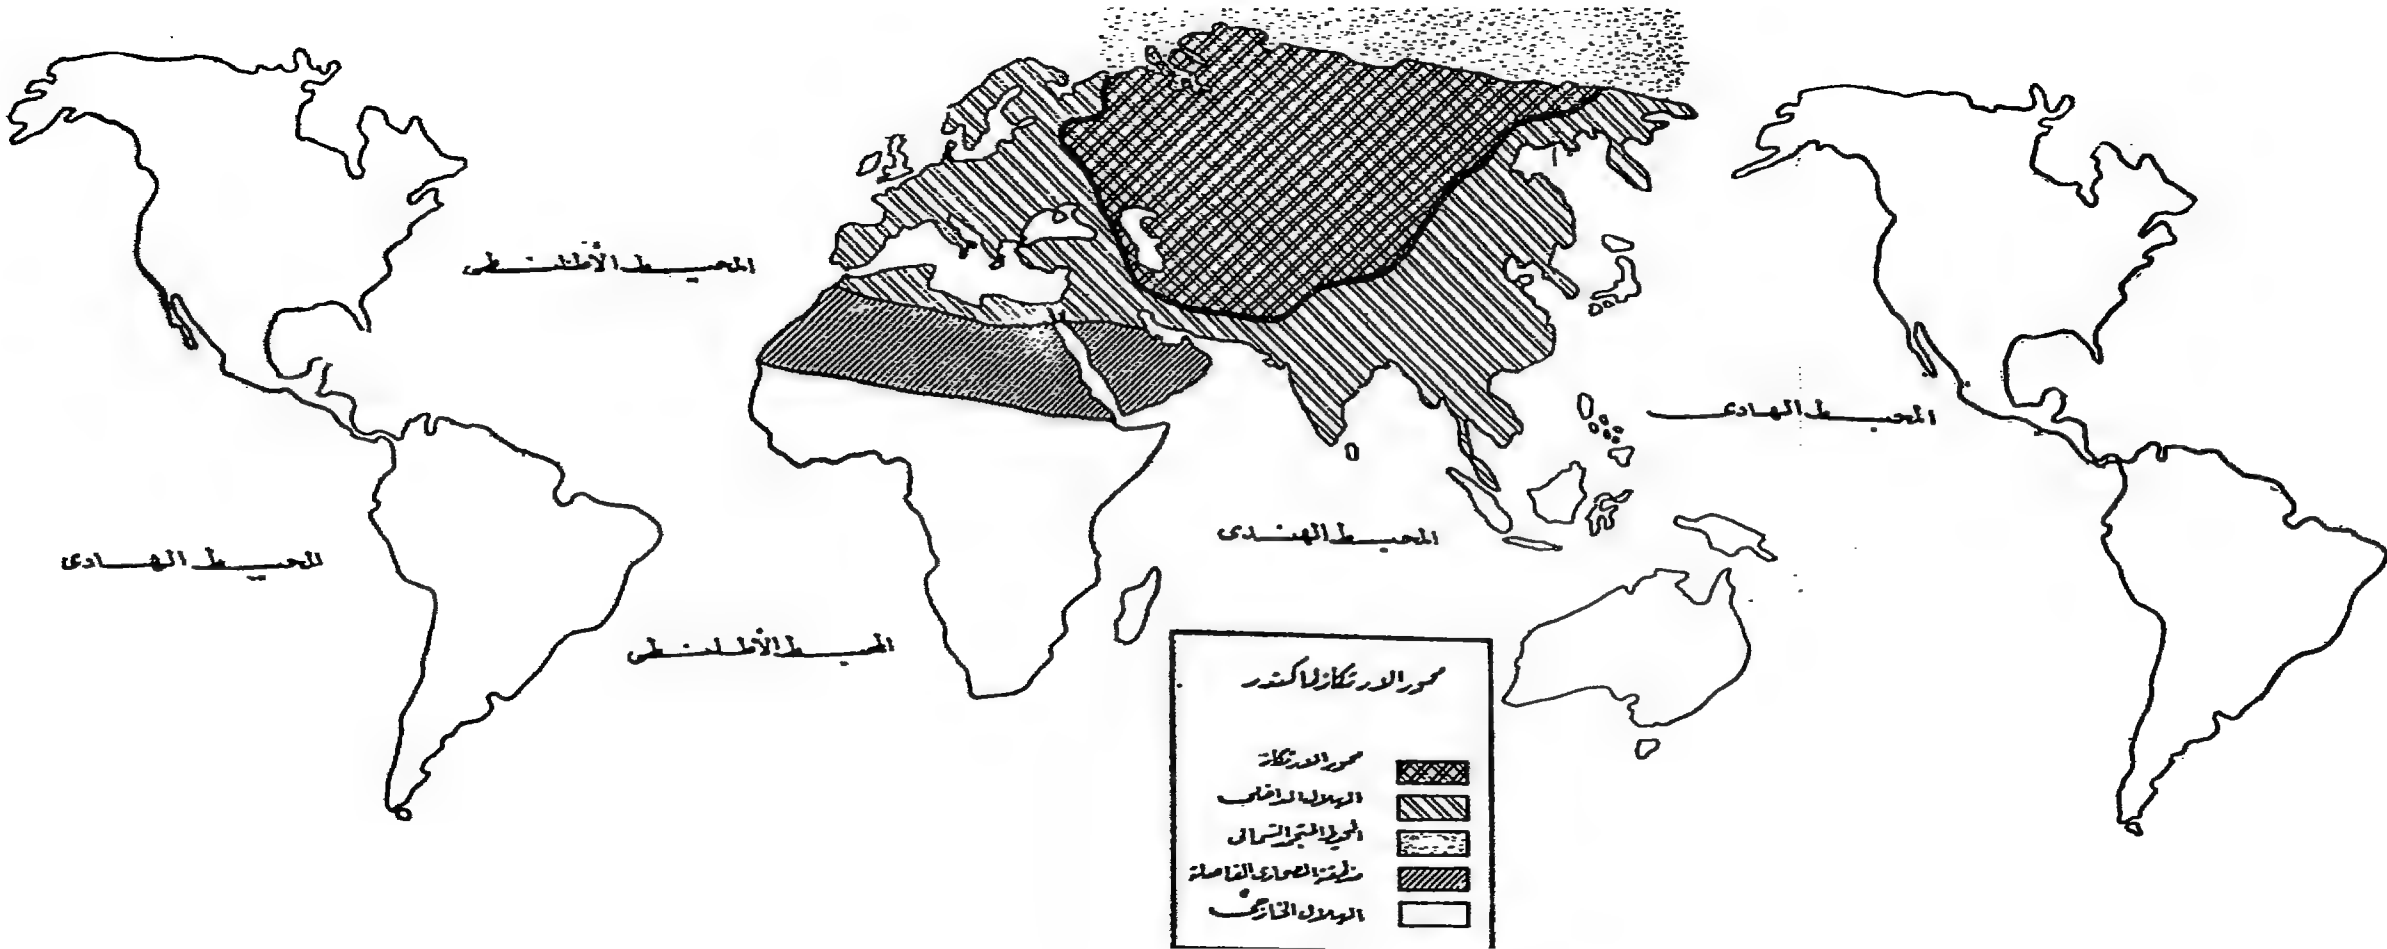 المحيط الأطلنطى
المحيط الهادى
المحيط الهندى
المحيط الهادى
المحيط الأطلنطى
محور الارتكاز لماكندر
محور الارتكاز
الهلال الداخلى
المحيط المتجمد الشمالى
منطقة الصحارى الفاصلة
الهلال الخارجى